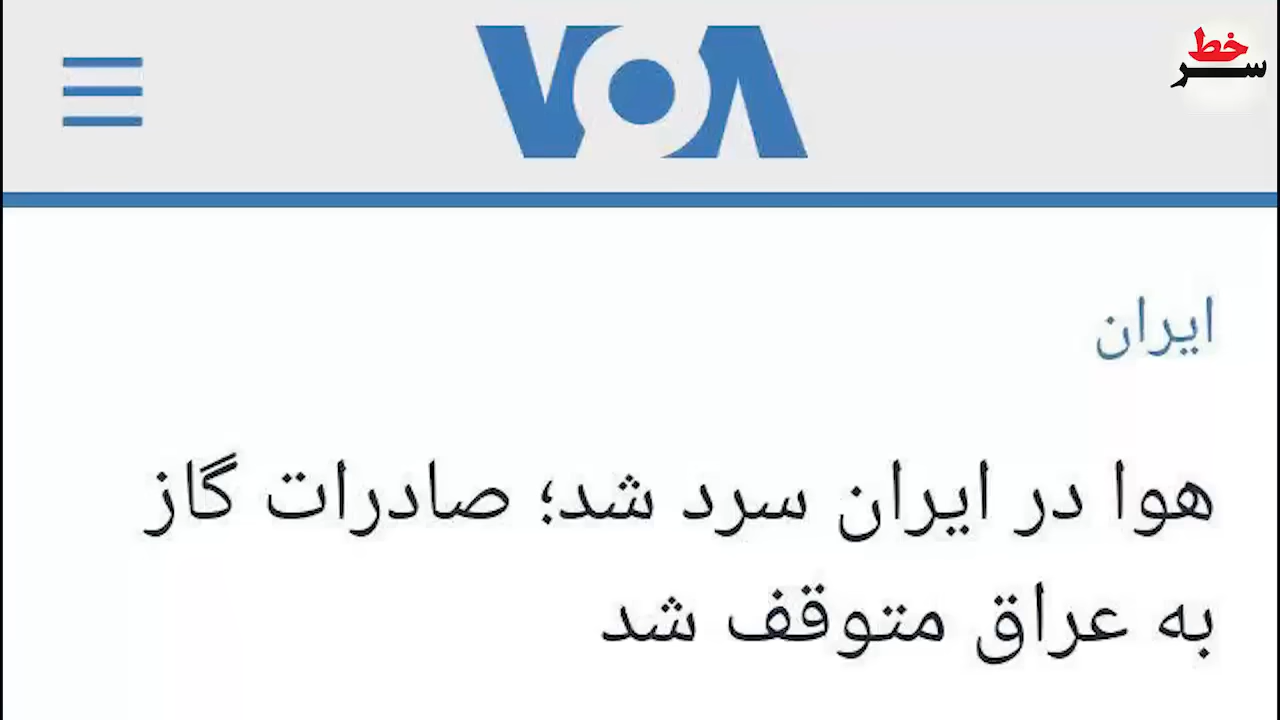 VOA
خط
سر
ایران
هوا در ایران سرد شد؛ صادرات گاز
به عراق متوقف شد